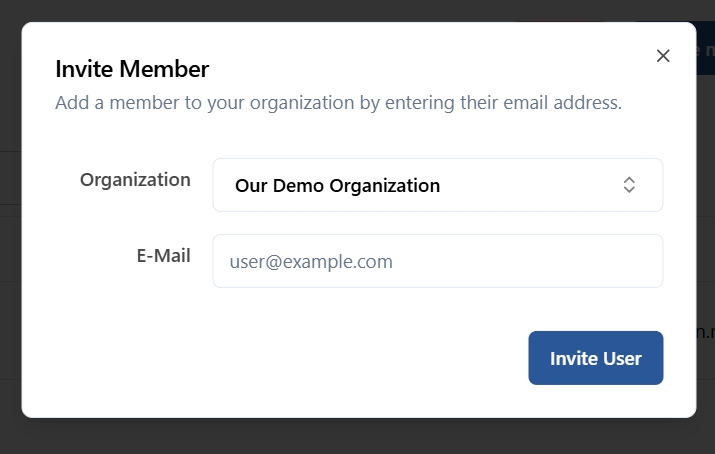 Invite Member
Add a member to your organization by entering their email address.
Organization
Our Demo Organization
E-Mail
user@example.com
Invite User